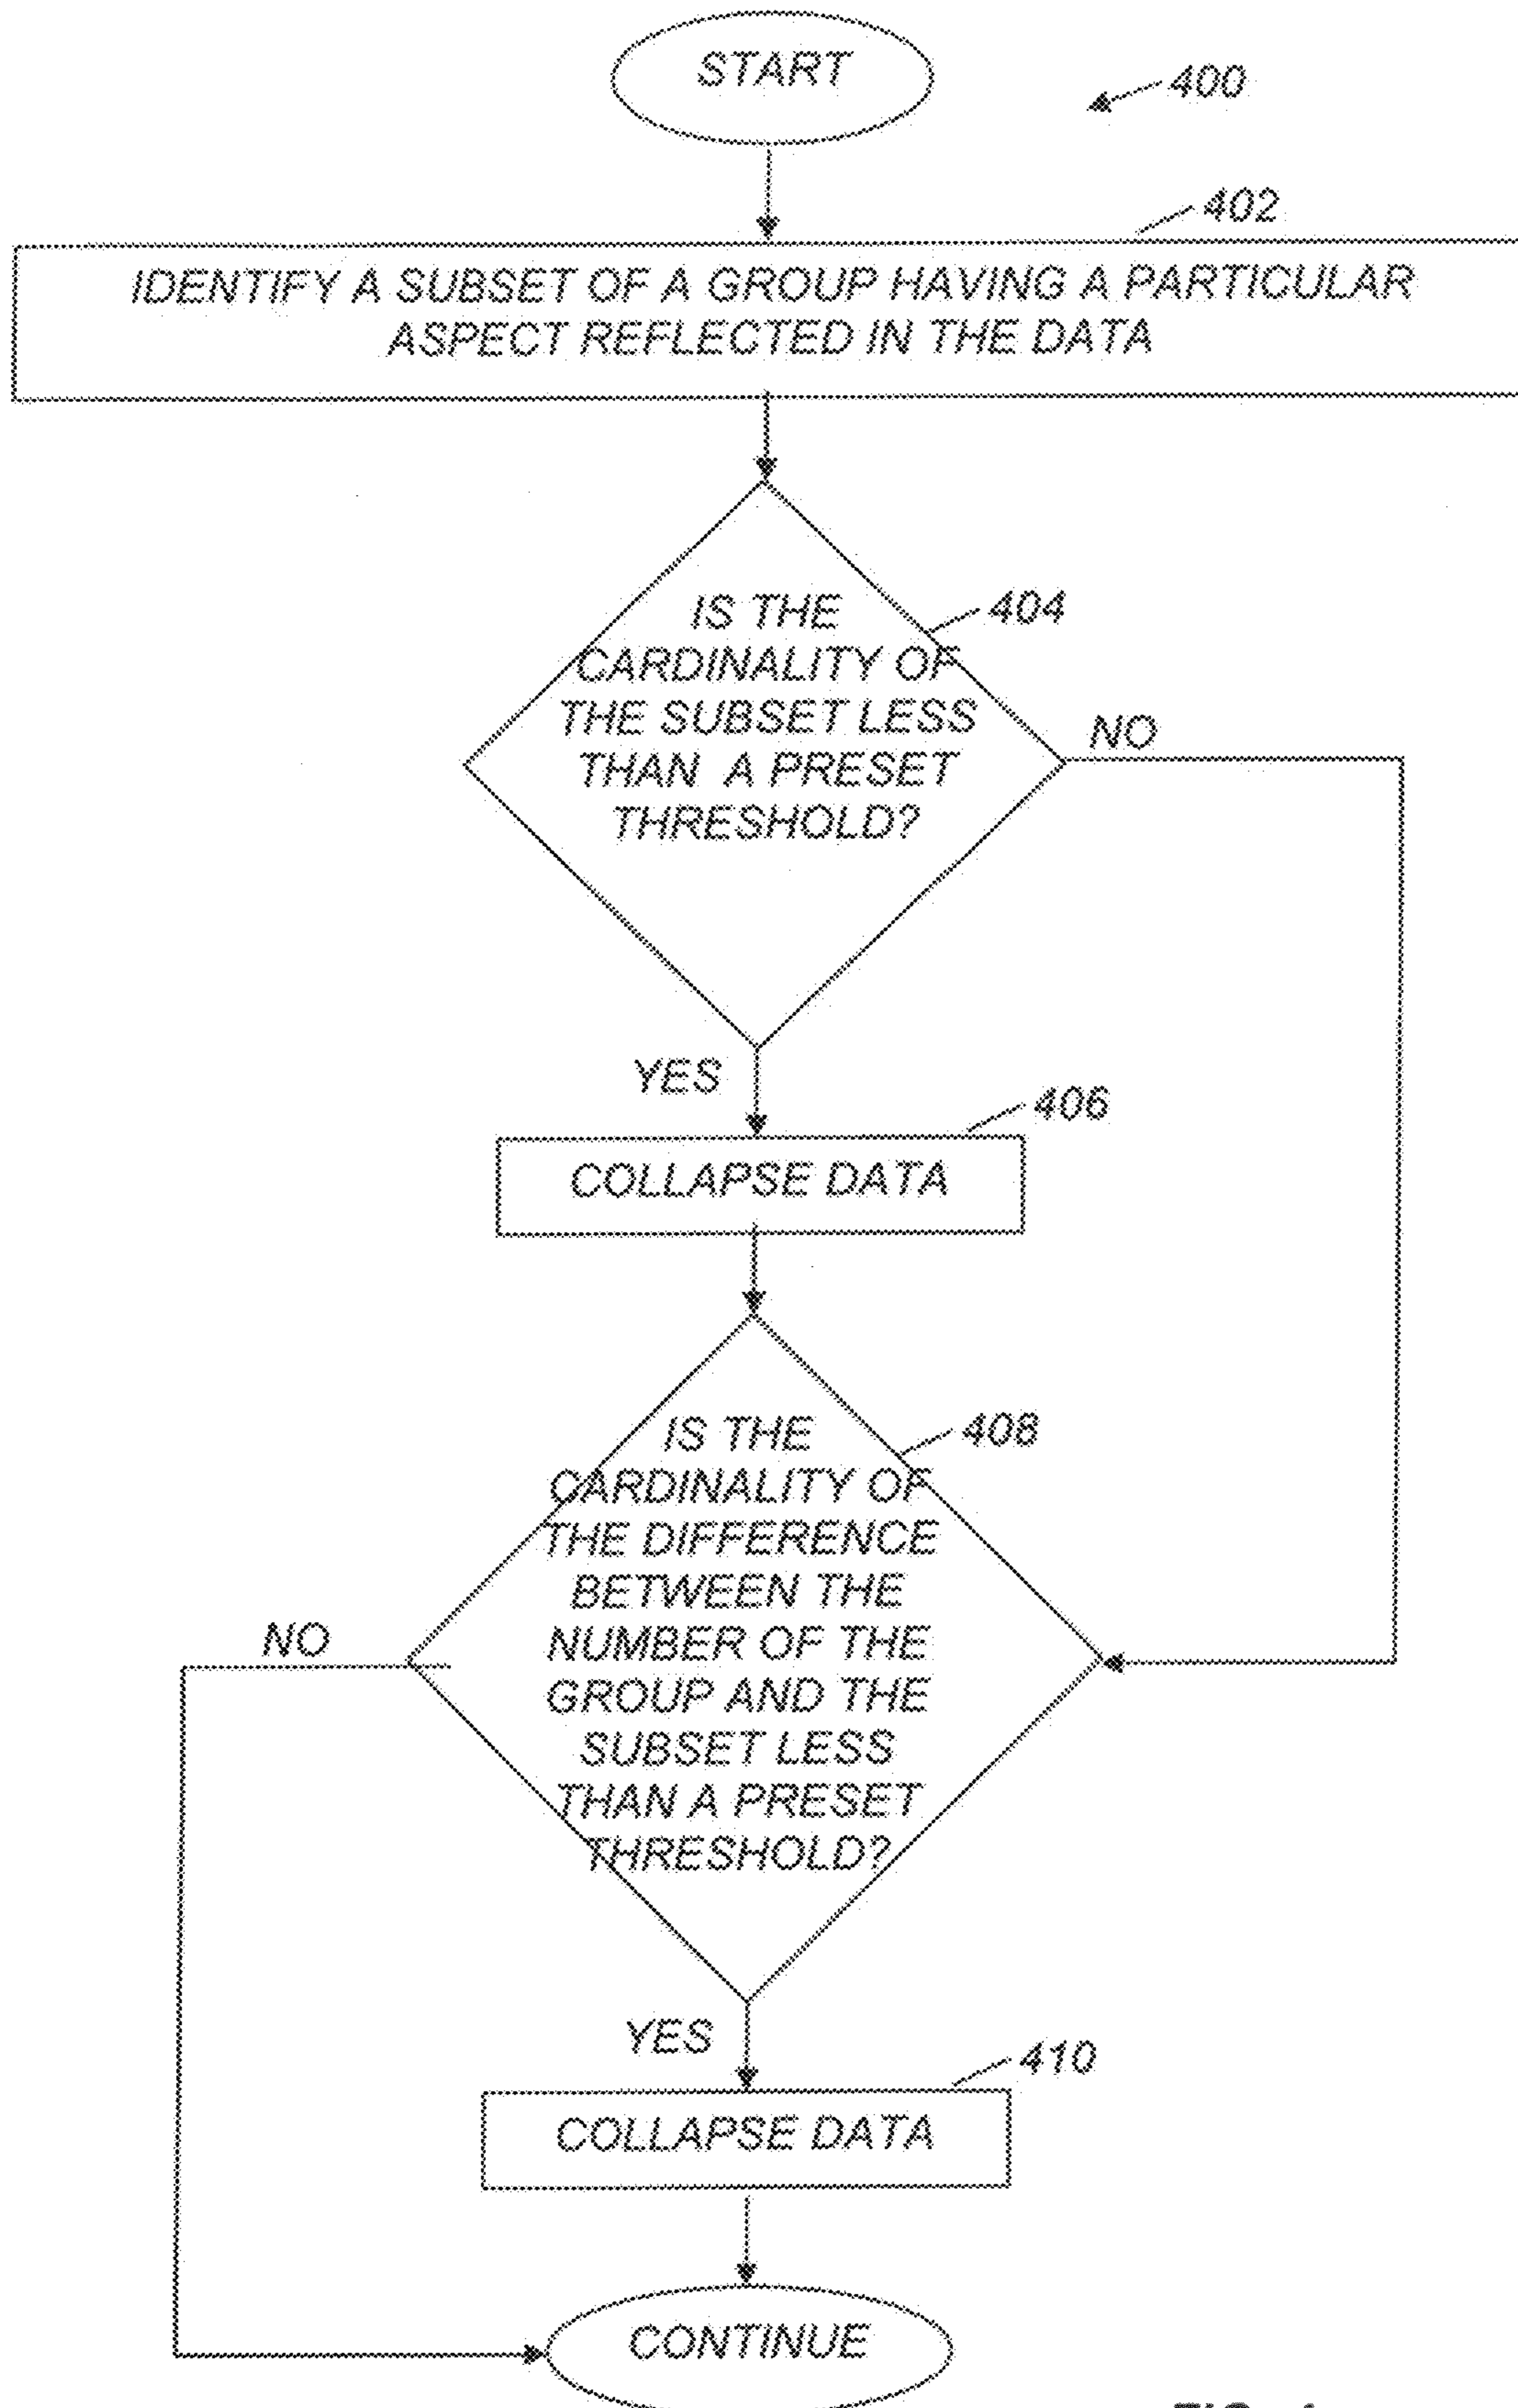 START
400
402
IDENTIFY A SUBSET OF A GROUP HAVING A PARTICULAR
ASPECT REFLECTED IN THE DATA
404
IS THE
CARDINALITY OF
THE SUBSET LESS
THAN A PRESET
THRESHOLD?
NO
YES
406
COLLAPSE DATA
408
IS THE
CARDINALITY OF
THE DIFFERENCE
BETWEEN THE
NUMBER OF THE
GROUP AND THE
SUBSET LESS
THAN A PRESET
THRESHOLD?
NO
YES
410
COLLAPSE DATA
CONTINUE